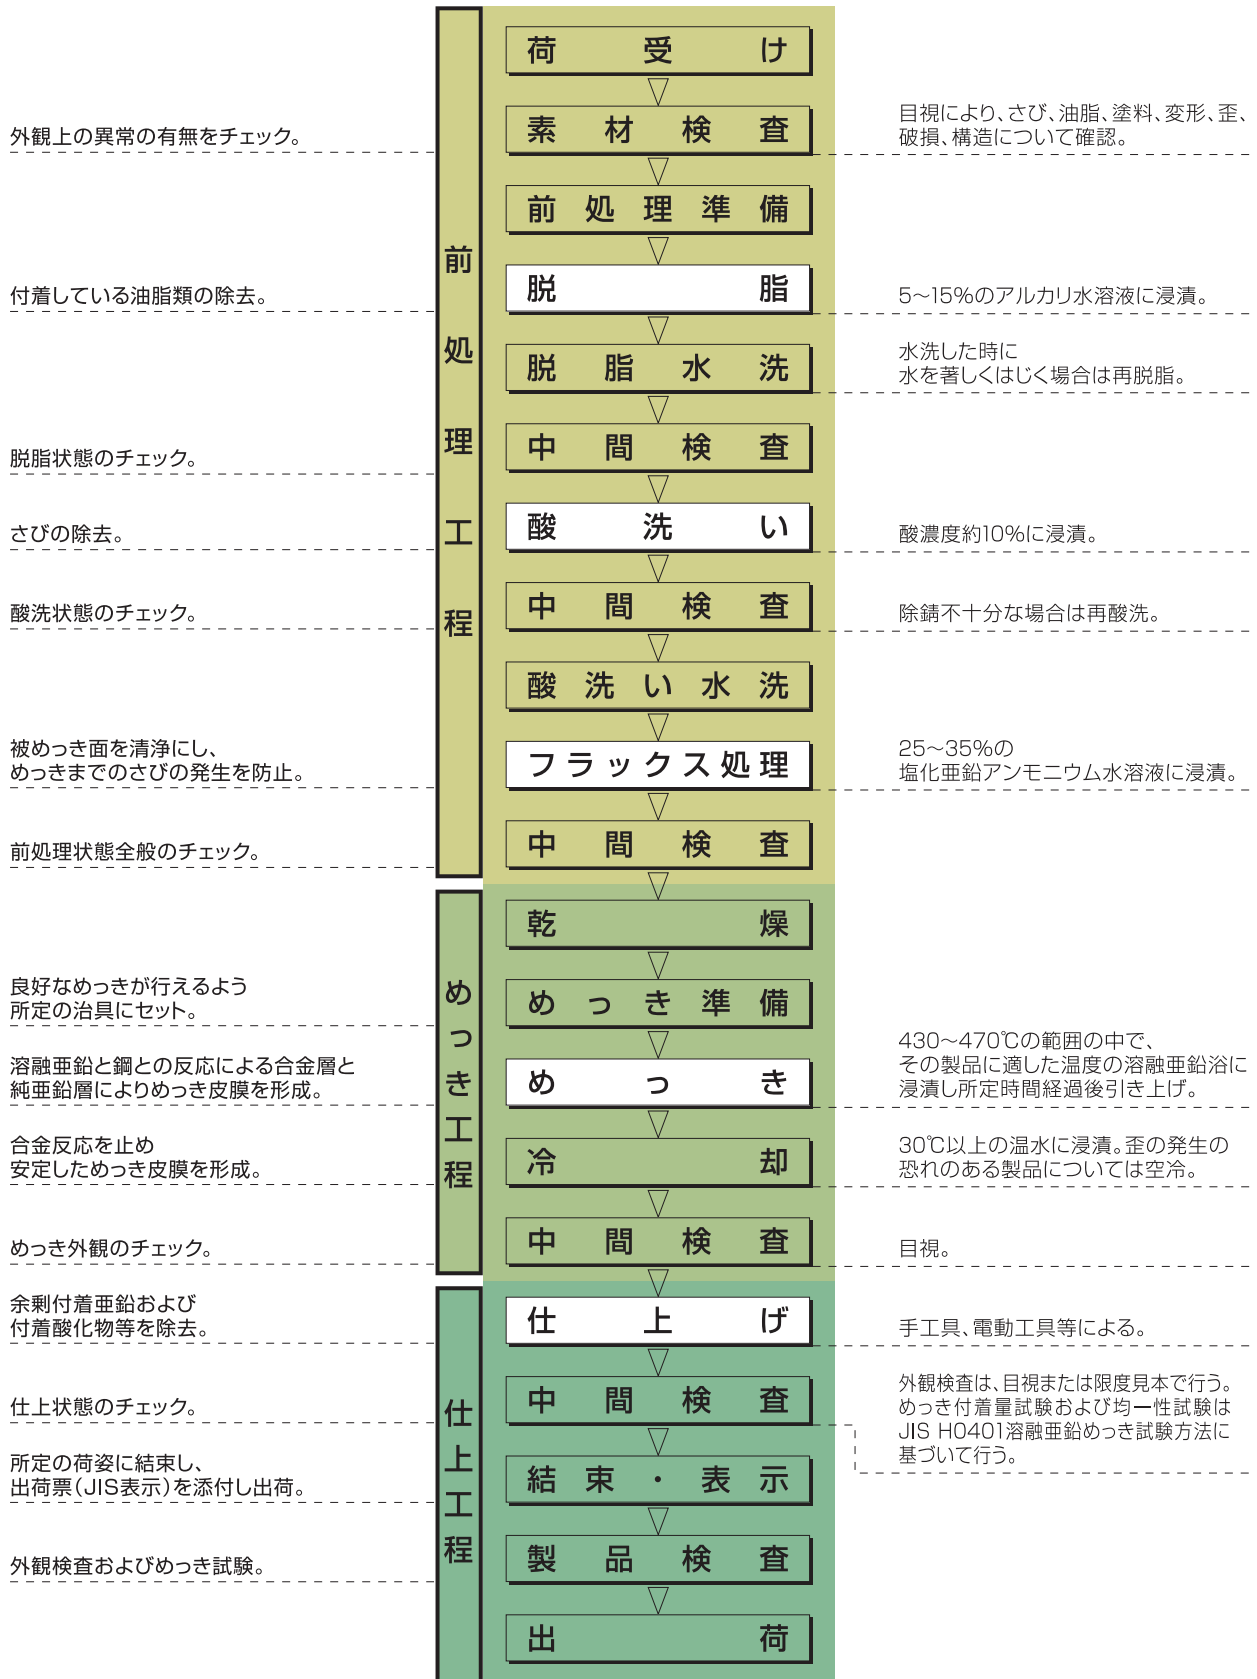 前処理工程
荷受け
外観上の異常の有無をチェック。
素材検査
目視により、さび、油脂、塗料、変形、歪、
破損、構造について確認。
前処理準備
付着している油脂類の除去。
脱脂
5~15%のアルカリ水溶液に浸漬。
脱脂水洗
水洗した時に
水を著しくはじく場合は再脱脂。
脱脂状態のチェック。
中間検査
さびの除去。
酸洗い
酸濃度約10%に浸漬。
酸洗状態のチェック。
中間検査
除錆不十分な場合は再酸洗。
酸洗い水洗
被めっき面を清浄にし、
めっきまでのさびの発生を防止。
フラックス処理
25~35%の
塩化亜鉛アンモニウム水溶液に浸漬。
前処理状態全般のチェック。
中間検査
めっき工程
乾燥
良好なめっきが行えるよう
所定の治具にセット。
めっき準備
溶融亜鉛と鋼との反応による合金層と
純亜鉛層によりめっき皮膜を形成。
めっき
430~470℃の範囲の中で、
その製品に適した温度の溶融亜鉛浴に
浸漬し所定時間経過後引き上げ。
合金反応を止め
安定しためっき皮膜を形成。
冷却
30℃以上の温水に浸漬。歪の発生の
恐れのある製品については空冷。
めっき外観のチェック。
中間検査
目視。
仕上工程
余剰付着亜鉛および
付着酸化物等を除去。
仕上げ
手工具、電動工具等による。
仕上状態のチェック。
中間検査
外観検査は、目視または限度見本で行う。
めっき付着量試験および均一性試験は
JIS H0401溶融亜鉛めっき試験方法に
基づいて行う。
所定の荷姿に結束し、
出荷票(JIS表示)を添付し出荷。
結束・表示
外観検査およびめっき試験。
製品検査
出荷